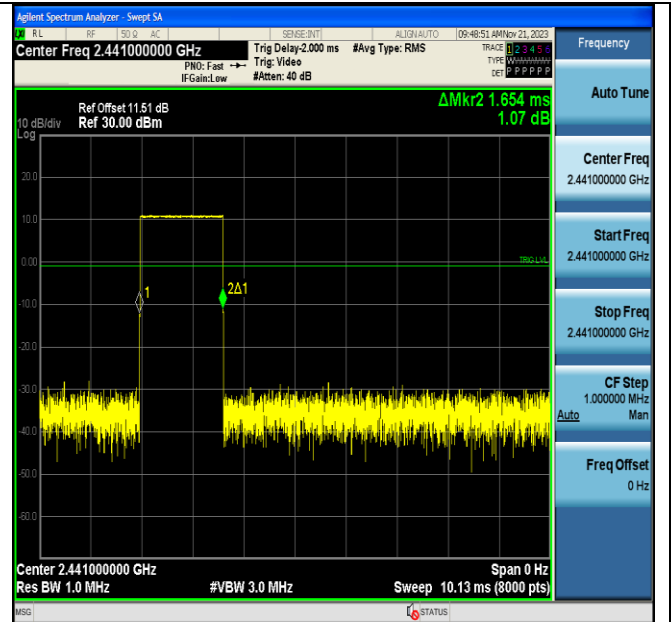 Agilent Spectrum Analyzer - Swept SA
RL RF 50 Ω AC SENSE:INT ALIGNAUTO 09:48:51 AMNov 21, 2023
Center Freq 2.441000000 GHz
PNO: Fast
IFGain:Low
Trig Delay-2.000 ms
Trig: Video
#Atten: 40 dB
#Avg Type: RMS
TRACE 1 2 3 4 5 6
TYPE
DET P P P P P P
Frequency
Ref Offset 11.51 dB
10 dB/div Ref 30.00 dBm
Log
ΔMkr2 1.654 ms
1.07 dB
20.0
10.0
0.00
TRIG LVL
-10.0
1
2Δ1
-20.0
-30.0
-40.0
-50.0
-60.0
Center 2.441000000 GHz Span 0 Hz
Res BW 1.0 MHz #VBW 3.0 MHz Sweep 10.13 ms (8000 pts)
Auto Tune
Center Freq
2.441000000 GHz
Start Freq
2.441000000 GHz
Stop Freq
2.441000000 GHz
CF Step
1.000000 MHz
Auto Man
Freq Offset
0 Hz
MSG STATUS